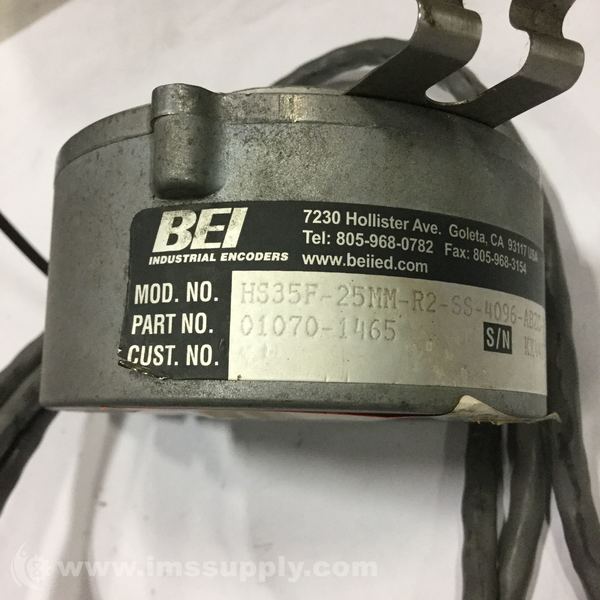 BEI
INDUSTRIAL ENCODERS
7230 Hollister Ave. Goleta, CA 93117 USA
Tel: 805-968-0782 Fax: 805-968-3154
www.beiied.com
MOD. NO. HS35F-25MM-R2-SS-4096-
PART NO. 01070-1465
S/N
CUST. NO.
www.imssupply.com